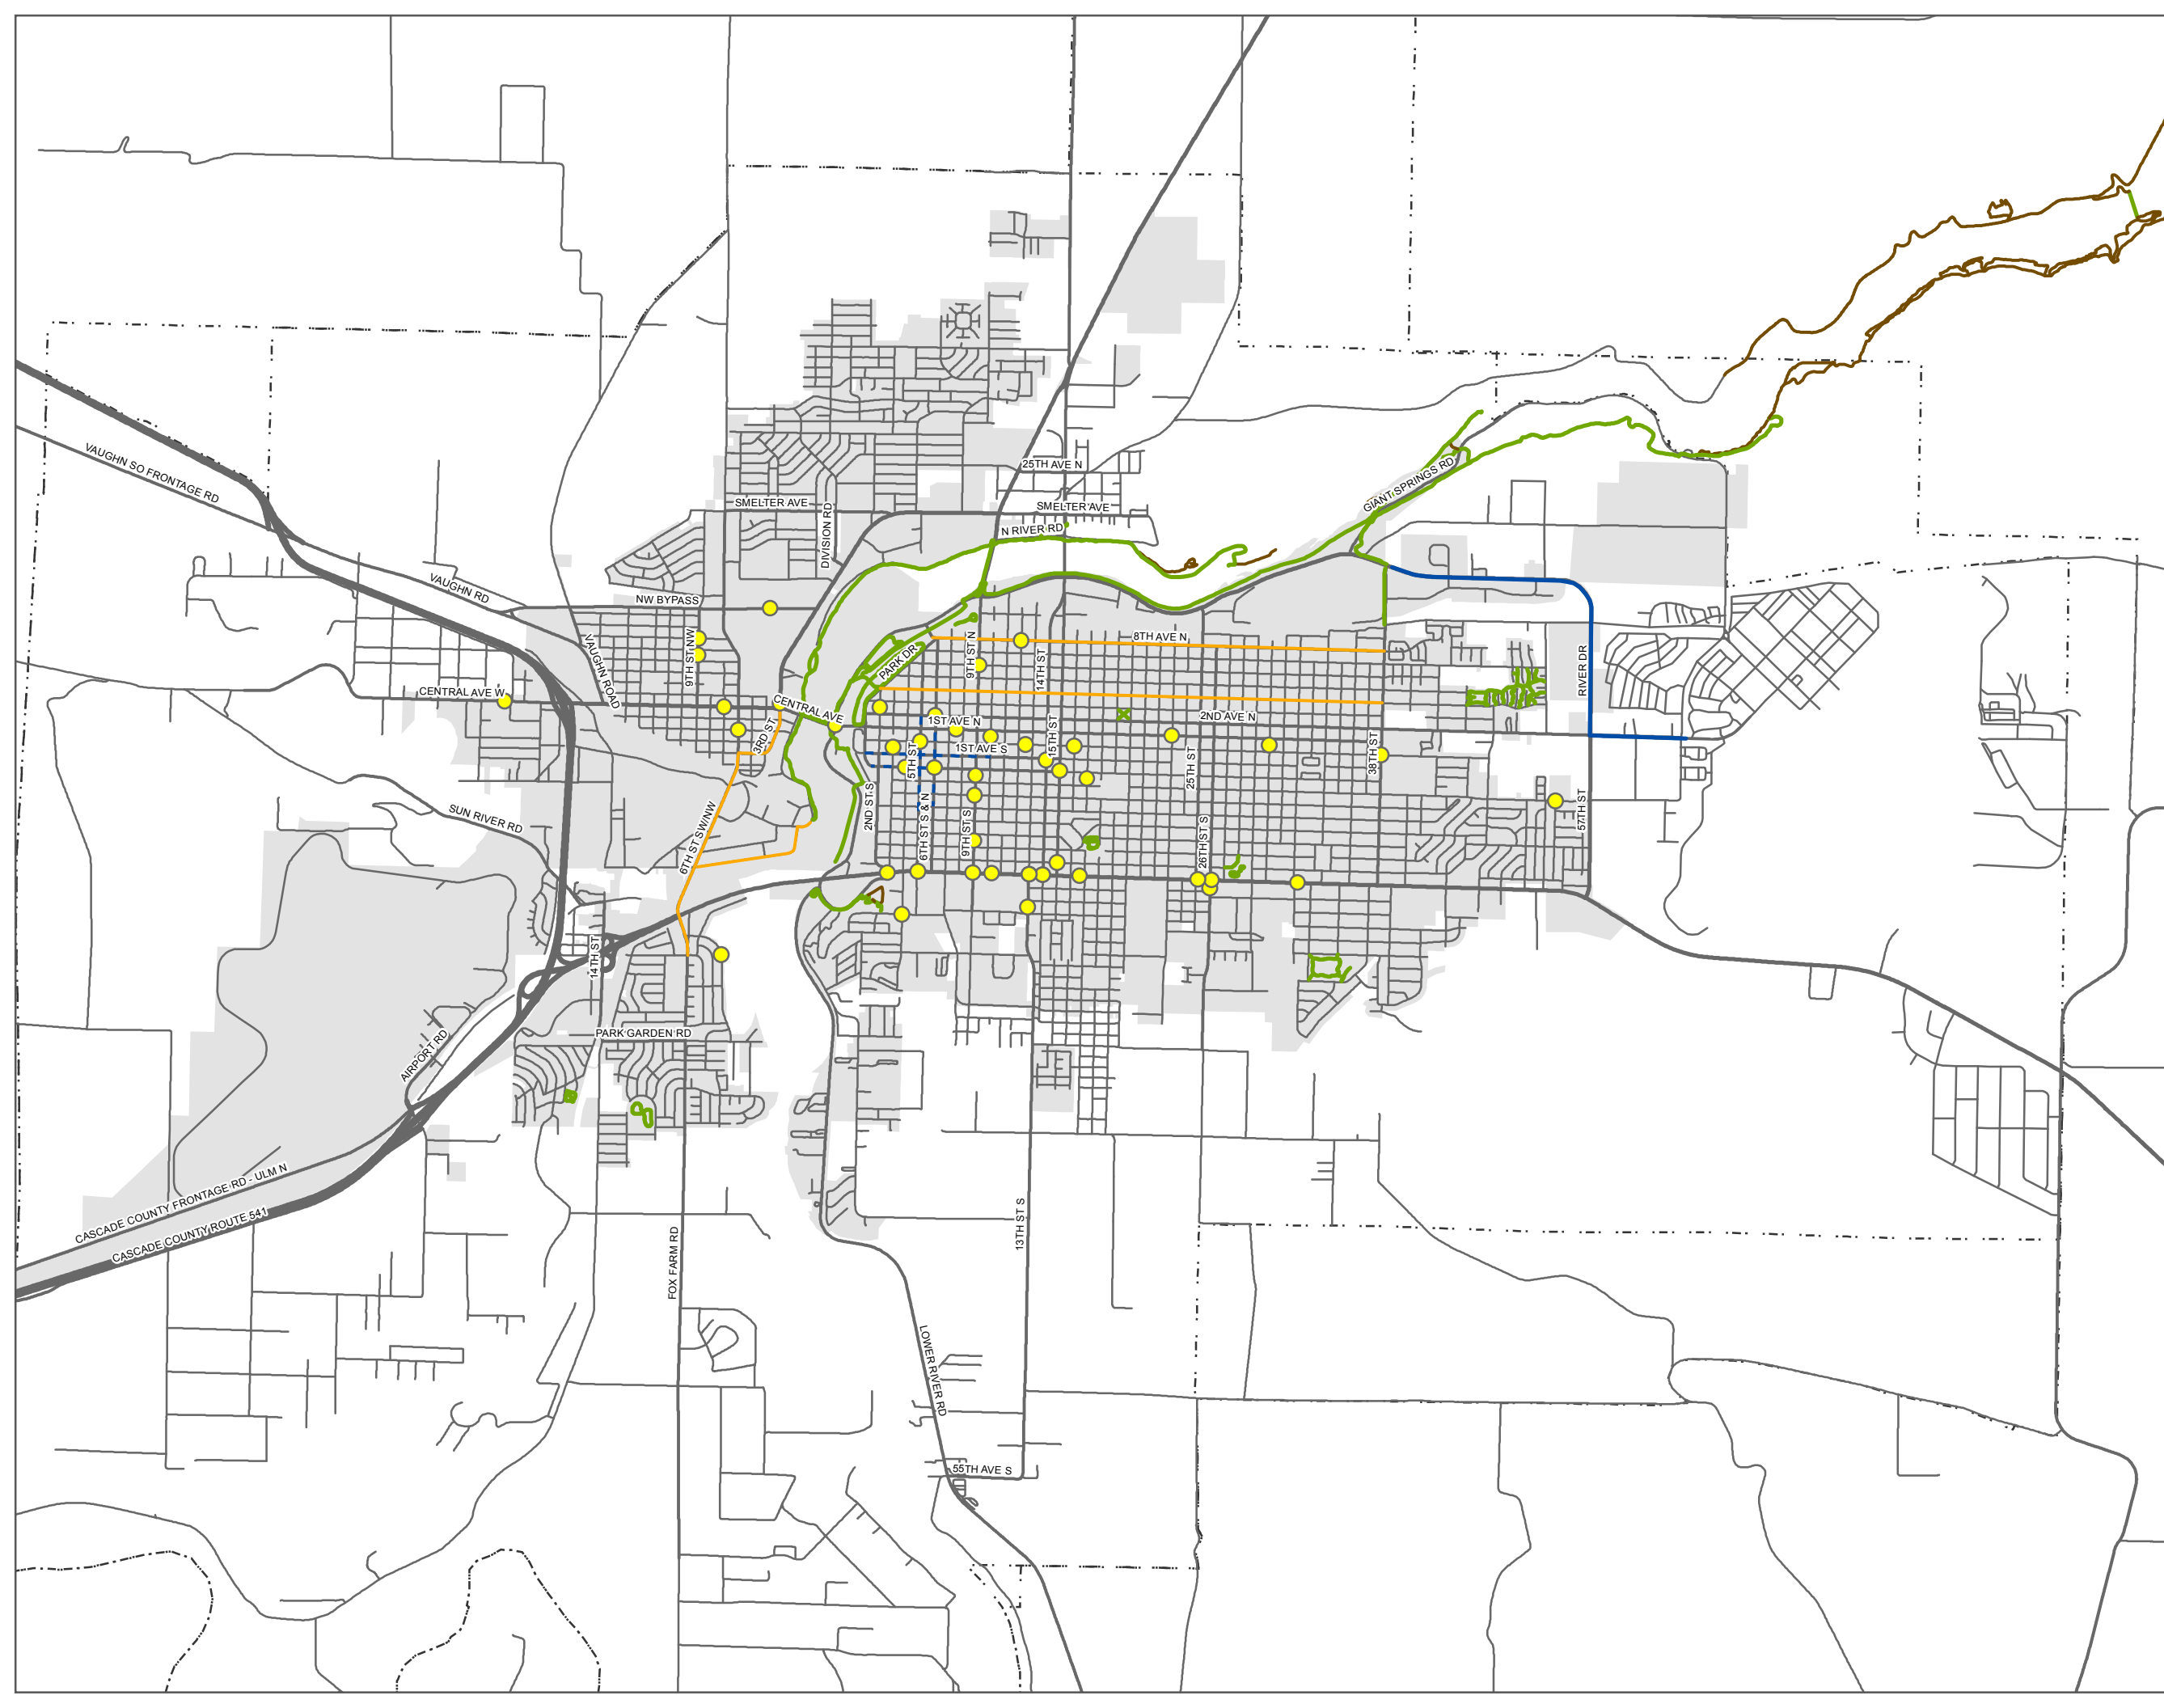 25TH AVE N
VAUGHN SO FRONTAGE RD
GIANT SPRINGS RD
SMELTER AVE
SMELTER AVE
DIVISION RD
N RIVER RD
VAUGHN RD
NW BYPASS
8TH AVE N
9TH ST NW
9TH ST N
VAUGHN ROAD
PARK DR
14TH ST
RIVER DR
CENTRAL AVE W
CENTRAL AVE
1ST AVE N
2ND AVE N
3RD ST
15TH ST
1ST AVE S
5TH ST
38TH ST
25TH ST
2ND ST S
57TH ST
SUN RIVER RD
6TH ST SW/NW
6TH ST S & N
9TH ST S
26TH ST S
14TH ST
PARK GARDEN RD
AIRPORT RD
CASCADE COUNTY FRONTAGE RD - ULM N
CASCADE COUNTY ROUTE 541
13TH ST S
FOX FARM RD
LOWER RIVER RD
55TH AVE S